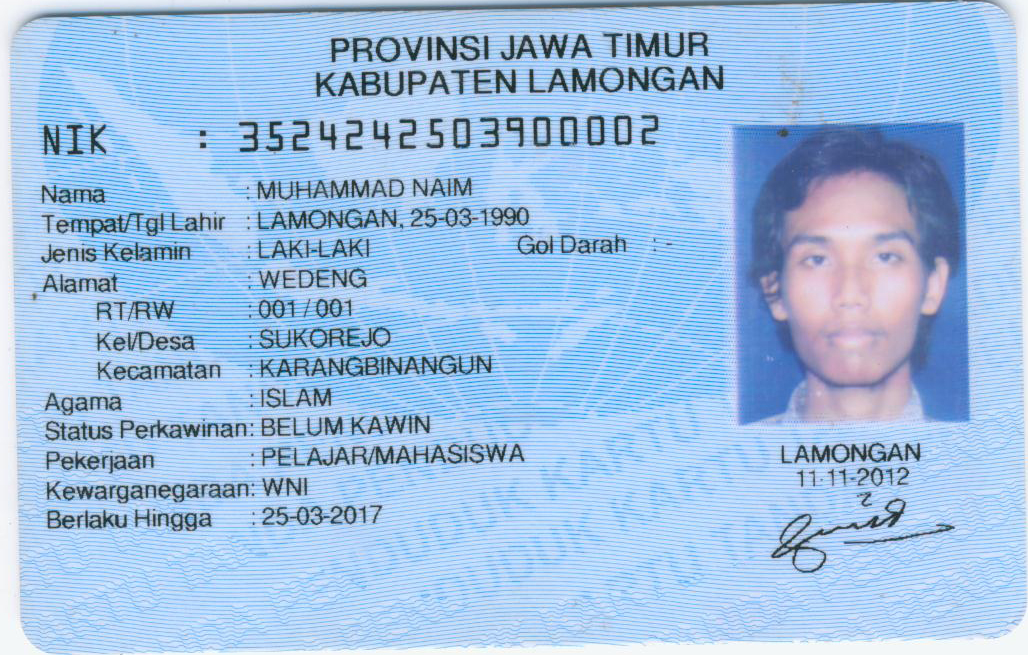 PROVINSI JAWA TIMUR
KABUPATEN LAMONGAN
NIK : 3524242503900002
Nama : MUHAMMAD NAIM
Tempat/Tgl Lahir : LAMONGAN, 25-03-1990
Jenis Kelamin : LAKI-LAKI Gol Darah : -
Alamat : WEDENG
RT/RW : 001 / 001
Kel/Desa : SUKOREJO
Kecamatan : KARANGBINANGUN
Agama : ISLAM
Status Perkawinan: BELUM KAWIN
Pekerjaan : PELAJAR/MAHASISWA
Kewarganegaraan: WNI
Berlaku Hingga : 25-03-2017
LAMONGAN
11-11-2012